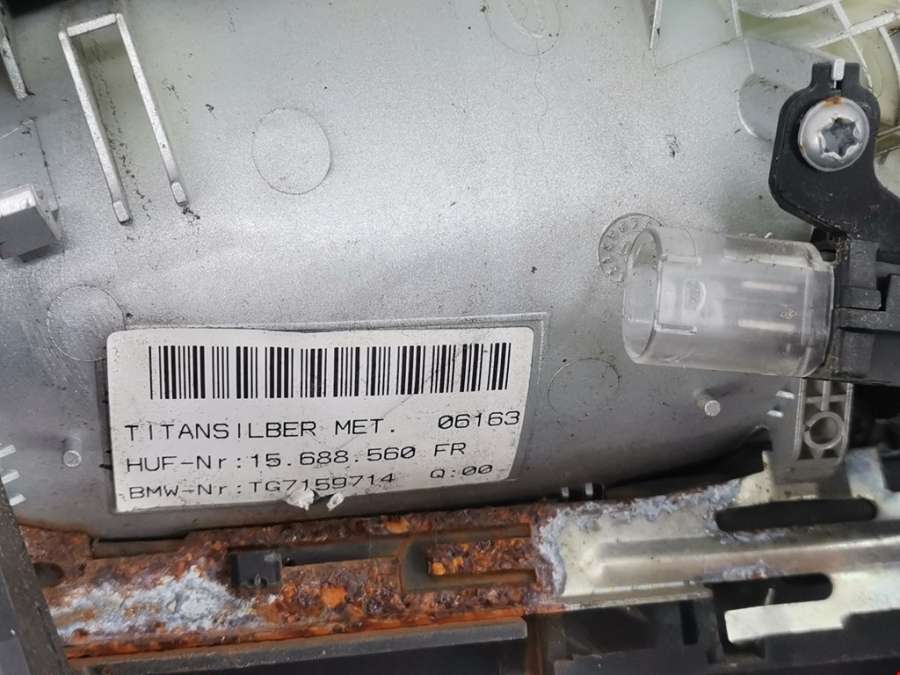 TITANSILBER MET. 06163
HUF-Nr:15.688.560 FR
BMW-Nr:TG7159714 Q:00